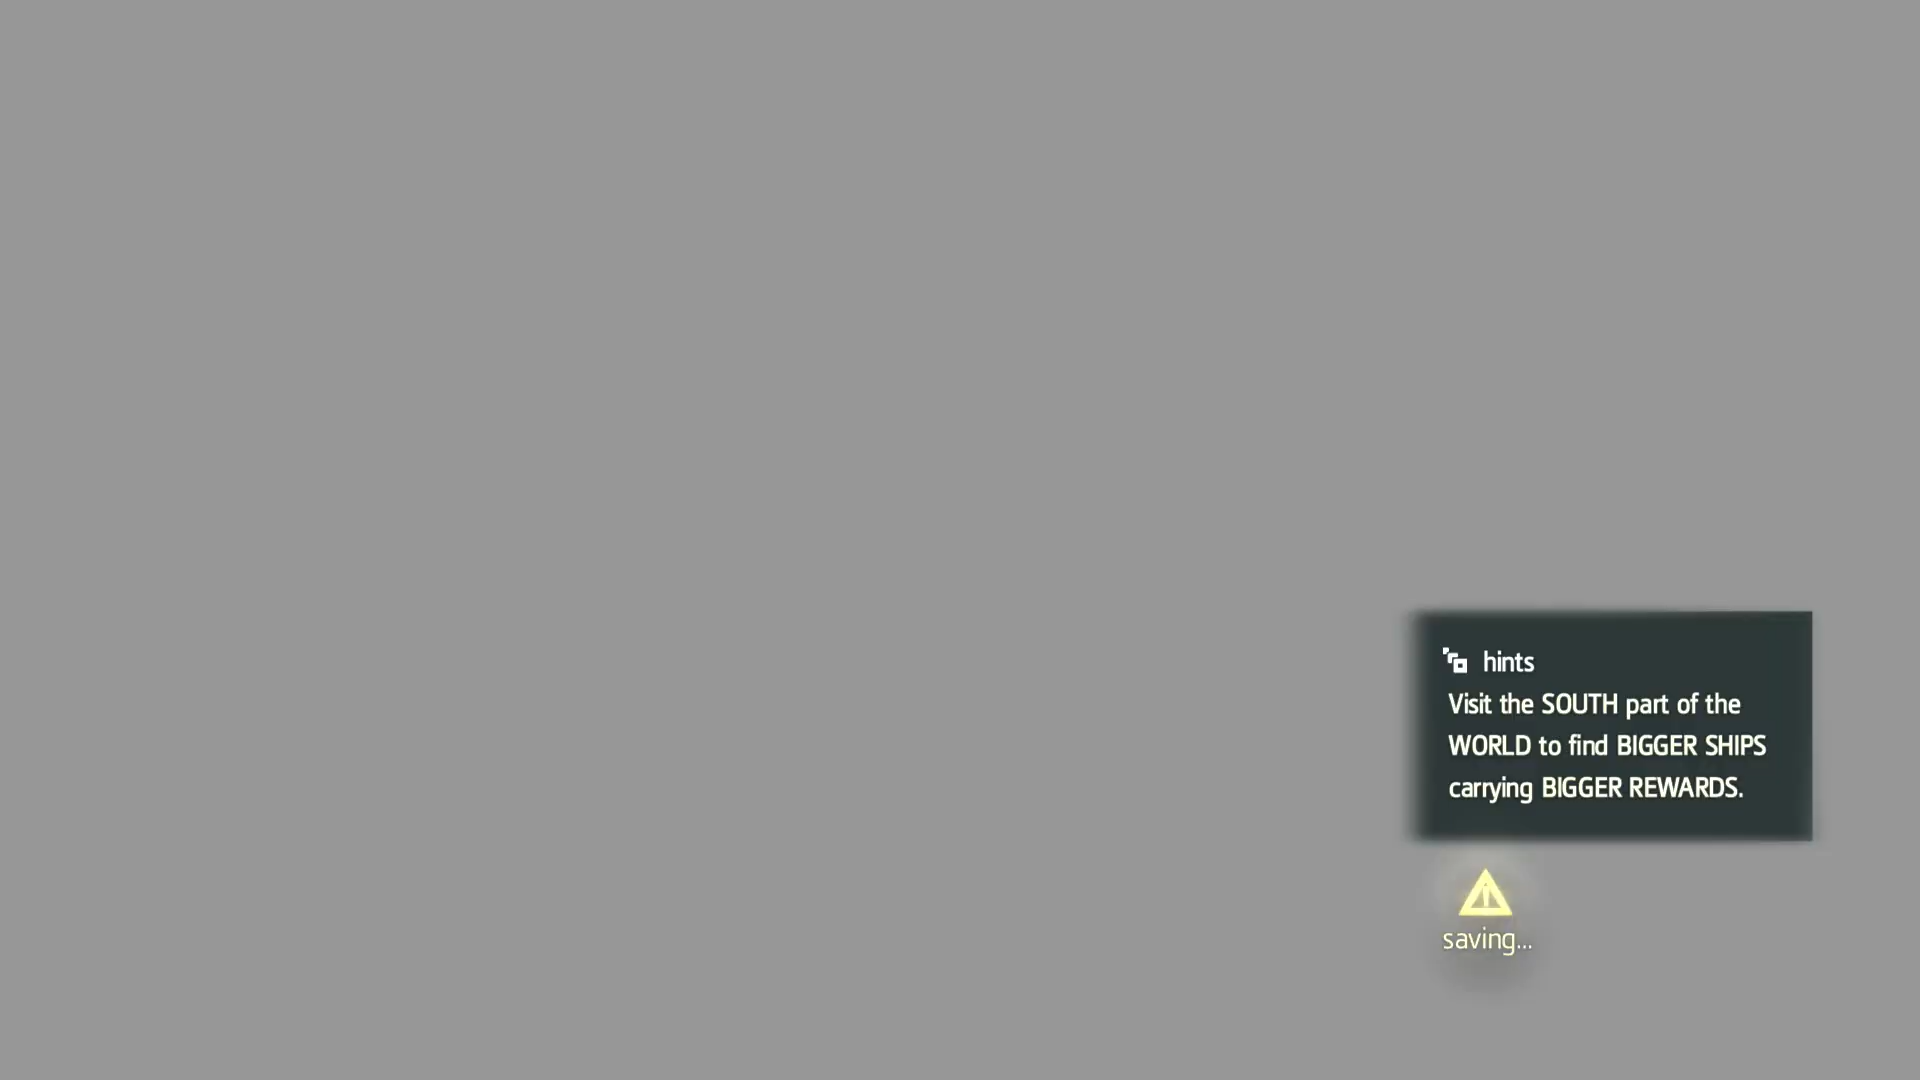 hints
Visit the SOUTH part of the
WORLD to find BIGGER SHIPS
carrying BIGGER REWARDS.
saving...